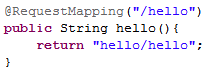 @RequestMapping("/hello")
public String hello(){
    return "hello/hello";
}